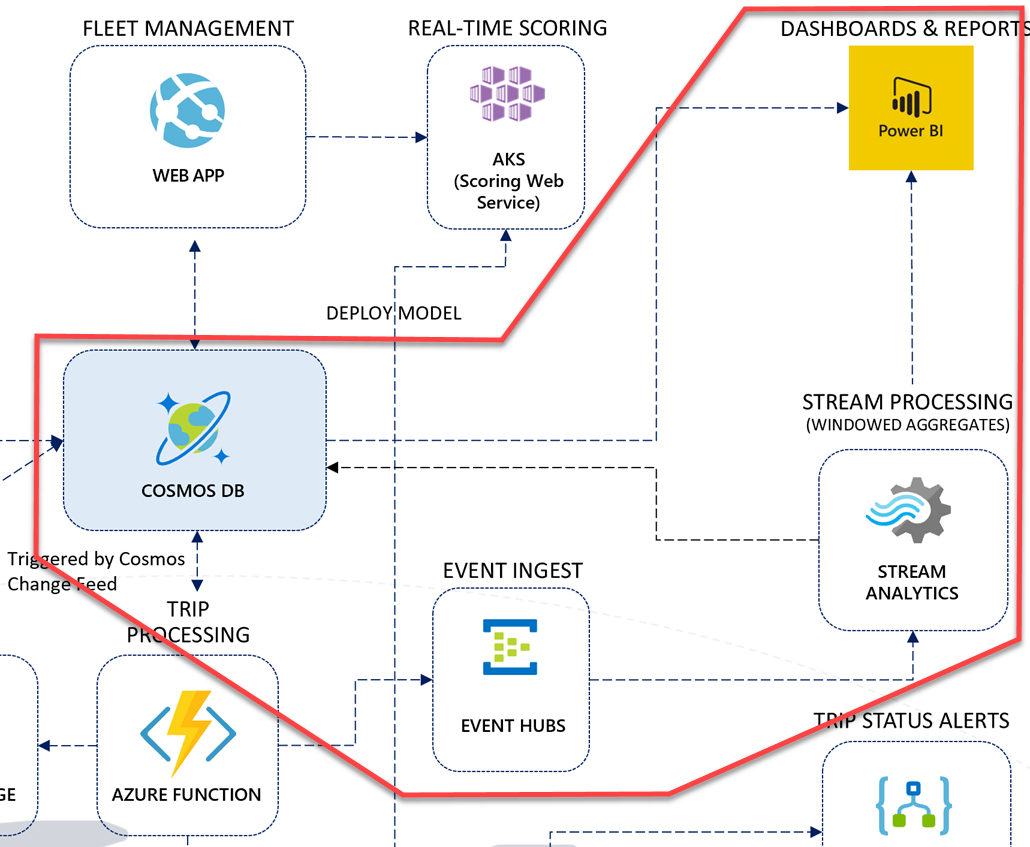 FLEET MANAGEMENT
REAL-TIME SCORING
DASHBOARDS & REPORTS
WEB APP
AKS
(Scoring Web
Service)
Power BI
DEPLOY MODEL
COSMOS DB
STREAM PROCESSING
(WINDOWED AGGREGATES)
STREAM
ANALYTICS
Triggered by Cosmos
Change Feed
TRIP
PROCESSING
EVENT INGEST
EVENT HUBS
AZURE FUNCTION
GE
TRIP STATUS ALERTS